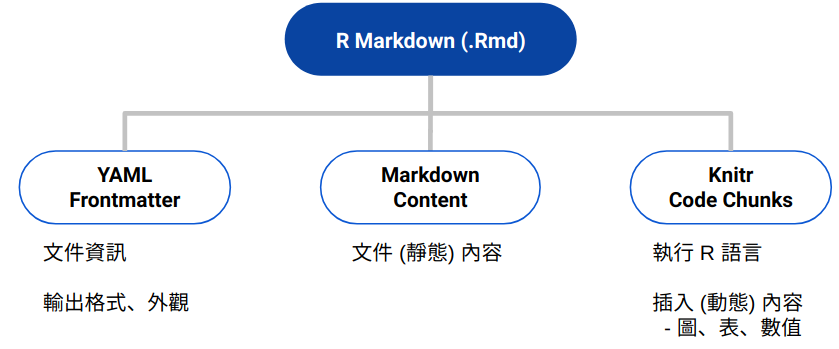 R Markdown (.Rmd)
YAML
Frontmatter
文件資訊
輸出格式、外觀
Markdown
Content
文件 (靜態) 內容
Knitr
Code Chunks
執行 R 語言
插入 (動態) 內容
- 圖、表、數值